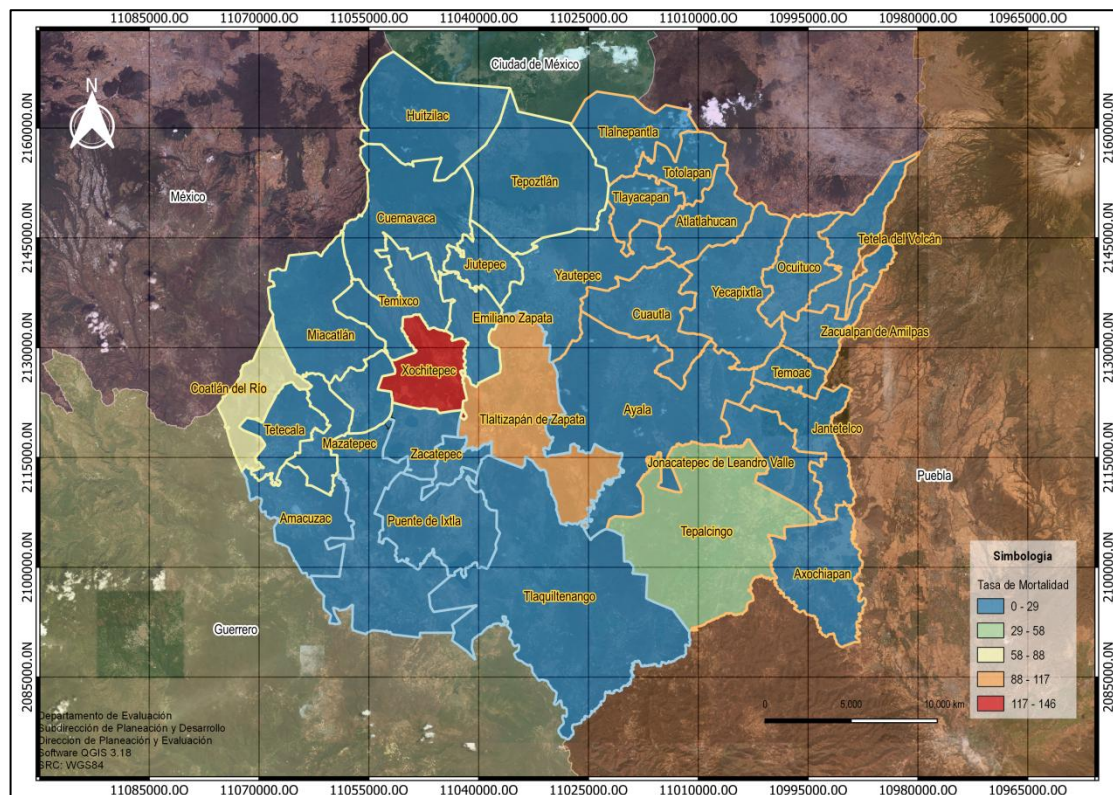 11085000.0O 11070000.0O 11055000.0O 11040000.0O 11025000.0O 11010000.0O 10995000.0O 10980000.0O 10965000.0O
Ciudad de México
N
Huitzilac
Tlalnepantla
2160000.0N 2160000.0N
Totolapan
Tepoztlán
México
Tlayacapan
Cuernavaca
Atlatlahucan
Tetela del Volcán
2145000.0N 2145000.0N
Jiutepec
Yautepec
Ocuituco
Yecapixtla
Temixco
Emiliano Zapata
Cuautla
Zacualpan de Amilpas
Miacatlán
2130000.0N 2130000.0N
Xochitepec
Temoac
Coatlán del Río
Tlaltizapán de Zapata
Ayala
Tetecala
Jantetelco
Mazatepec
Zacatepec
2115000.0N 2115000.0N
Jonacatepec de Leandro Valle
Puebla
Amacuzac
Puente de Ixtla
Tepalcingo
Simbología
2100000.0N 2100000.0N
Axochiapan
Tasa de Mortalidad
Tlaquiltenango
0 - 29
29 - 58
Guerrero
58 - 88
88 - 117
2085000.0N 2085000.0N
0 5,000 10,000 km
117 - 146
Departamento de Evaluación
Subdirección de Planeación y Desarrollo
Direccion de Planeación y Evaluación
Software QGIS 3.18
SRC: WGS84
11085000.0O 11070000.0O 11055000.0O 11040000.0O 11025000.0O 11010000.0O 10995000.0O 10980000.0O 10965000.0O